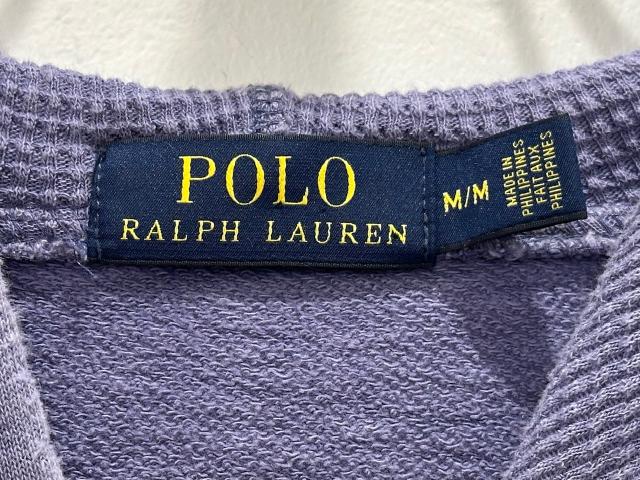 POLO
RALPH LAUREN
M/M
MADE IN
PHILIPPINES
FAIT AUX
PHILIPPINES